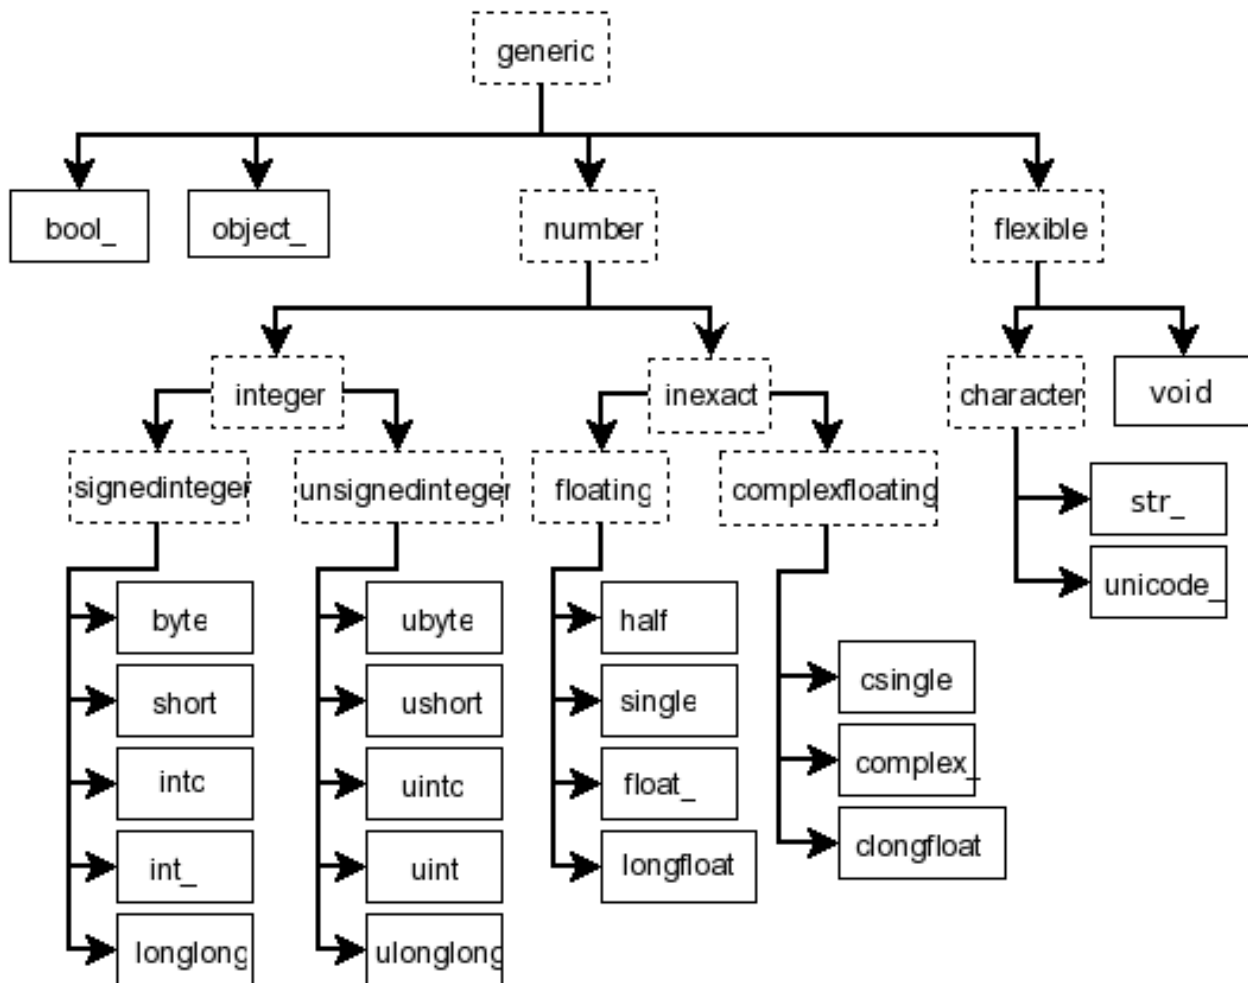 generic
bool_
object_
number
flexible
integer
inexact
character
void
signedinteger
unsignedinteger
floating
complexfloating
str_
unicode_
byte
ubyte
half
csingle
short
ushort
single
complex_
intc
uintc
float_
clongfloat
int_
uint
longfloat
longlong
ulonglong